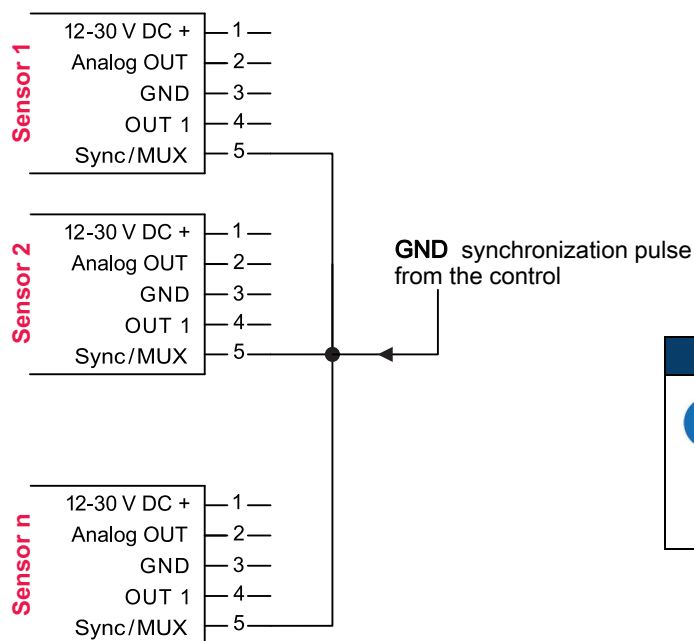 Sensor 1
12-30 V DC + 1
Analog OUT 2
GND 3
OUT 1 4
Sync/MUX 5
Sensor 2
12-30 V DC + 1
Analog OUT 2
GND 3
OUT 1 4
Sync/MUX 5
GND synchronization pulse
from the control
Sensor n
12-30 V DC + 1
Analog OUT 2
GND 3
OUT 1 4
Sync/MUX 5